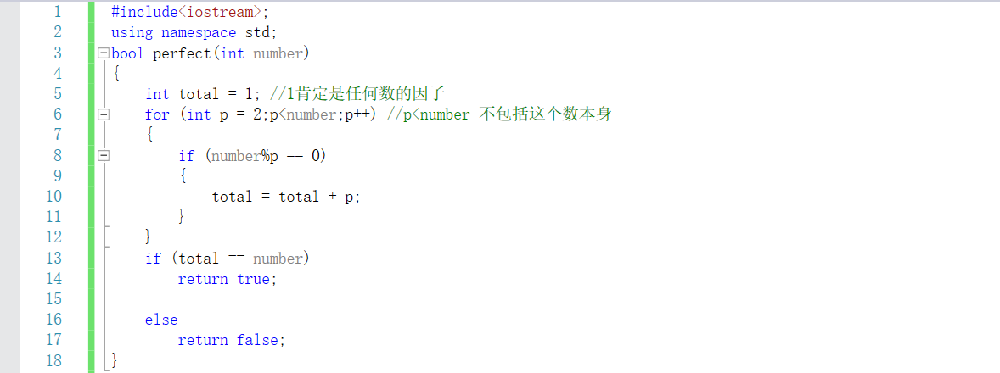 1 #include<iostream>;
2 using namespace std;
3 bool perfect(int number)
4 {
5 int total = 1; //1肯定是任何数的因子
6 for (int p = 2;p<number;p++) //p<number 不包括这个数本身
7 {
8 if (number%p == 0)
9 {
10 total = total + p;
11 }
12 }
13 if (total == number)
14 return true;
15
16 else
17 return false;
18 }